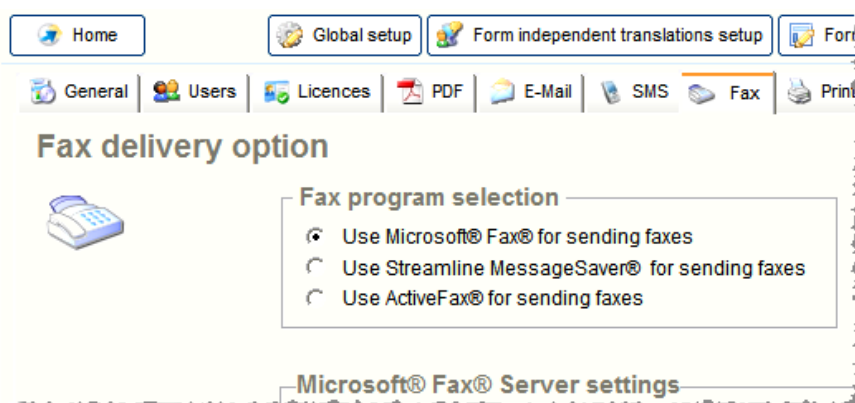 Home Global setup Form independent translations setup
General Users Licences PDF E-Mail SMS Fax
Fax delivery option
Fax program selection
Use Microsoft® Fax® for sending faxes
Use Streamline MessageSaver® for sending faxes
Use ActiveFax® for sending faxes
Microsoft® Fax® Server settings